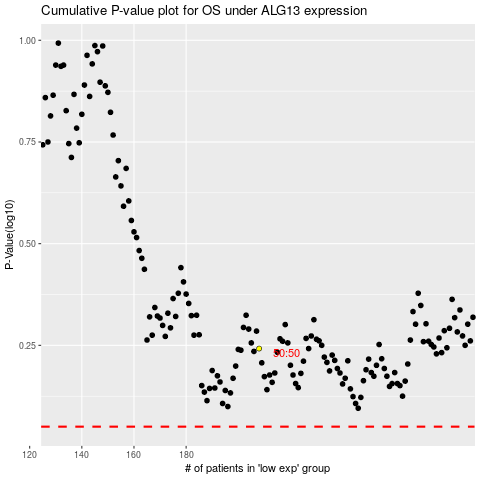 Cumulative P-value plot for OS under ALG13 expression
P-Value(log10)
1.00
0.75
0.50
0.25
50:50
120 140 160 180
# of patients in 'low exp' group